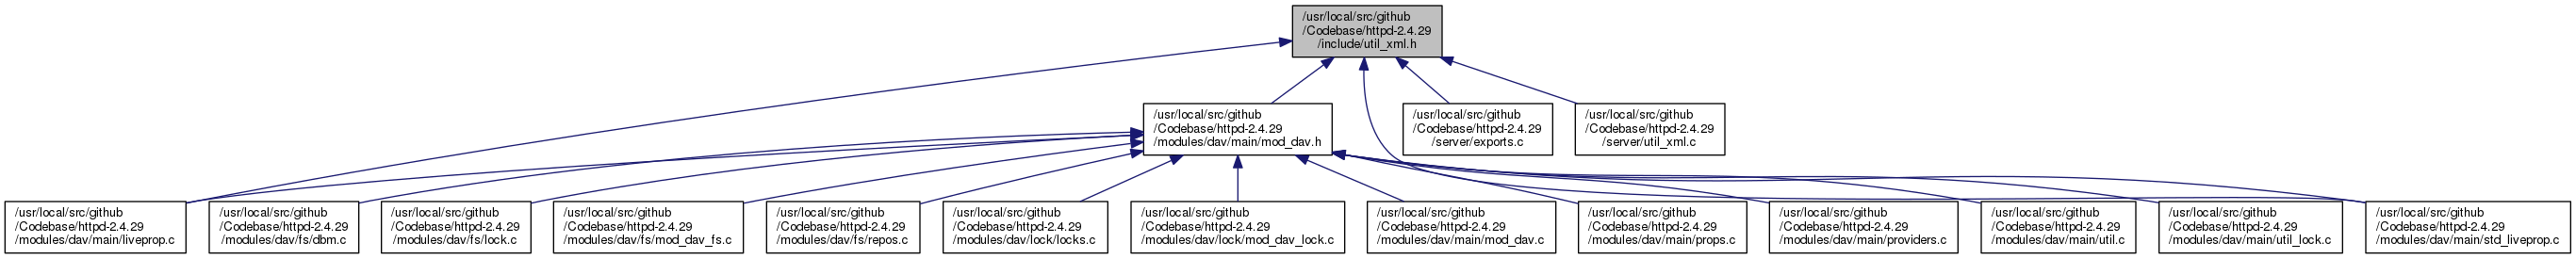 /usr/local/src/github
/Codebase/httpd-2.4.29
/include/util_xml.h
/usr/local/src/github
/Codebase/httpd-2.4.29
/modules/dav/main/mod_dav.h
/usr/local/src/github
/Codebase/httpd-2.4.29
/server/exports.c
/usr/local/src/github
/Codebase/httpd-2.4.29
/server/util_xml.c
/usr/local/src/github
/Codebase/httpd-2.4.29
/modules/dav/main/liveprop.c
/usr/local/src/github
/Codebase/httpd-2.4.29
/modules/dav/fs/dbm.c
/usr/local/src/github
/Codebase/httpd-2.4.29
/modules/dav/fs/lock.c
/usr/local/src/github
/Codebase/httpd-2.4.29
/modules/dav/fs/mod_dav_fs.c
/usr/local/src/github
/Codebase/httpd-2.4.29
/modules/dav/fs/repos.c
/usr/local/src/github
/Codebase/httpd-2.4.29
/modules/dav/lock/locks.c
/usr/local/src/github
/Codebase/httpd-2.4.29
/modules/dav/lock/mod_dav_lock.c
/usr/local/src/github
/Codebase/httpd-2.4.29
/modules/dav/main/mod_dav.c
/usr/local/src/github
/Codebase/httpd-2.4.29
/modules/dav/main/props.c
/usr/local/src/github
/Codebase/httpd-2.4.29
/modules/dav/main/providers.c
/usr/local/src/github
/Codebase/httpd-2.4.29
/modules/dav/main/util.c
/usr/local/src/github
/Codebase/httpd-2.4.29
/modules/dav/main/util_lock.c
/usr/local/src/github
/Codebase/httpd-2.4.29
/modules/dav/main/std_liveprop.c